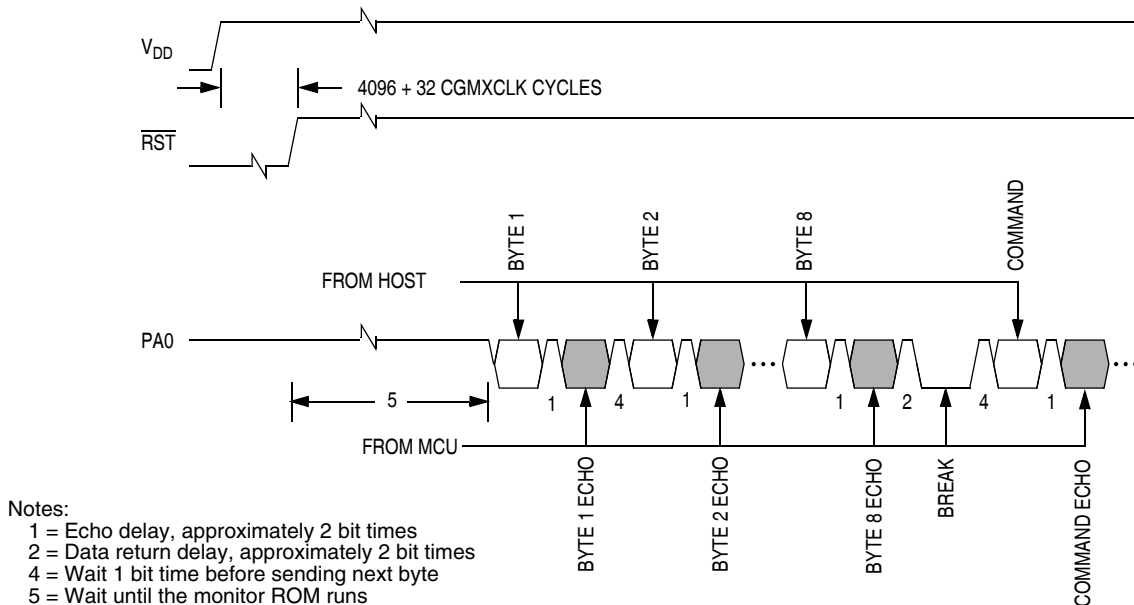 VDD
4096 + 32 CGMXCLK CYCLES
RST
BYTE 1
BYTE 2
BYTE 8
COMMAND
FROM HOST
PA0
...
...
5
1
4
1
1
2
4
1
FROM MCU
BYTE 1 ECHO
BYTE 2 ECHO
BYTE 8 ECHO
BREAK
COMMAND ECHO
Notes:
1 = Echo delay, approximately 2 bit times
2 = Data return delay, approximately 2 bit times
4 = Wait 1 bit time before sending next byte
5 = Wait until the monitor ROM runs